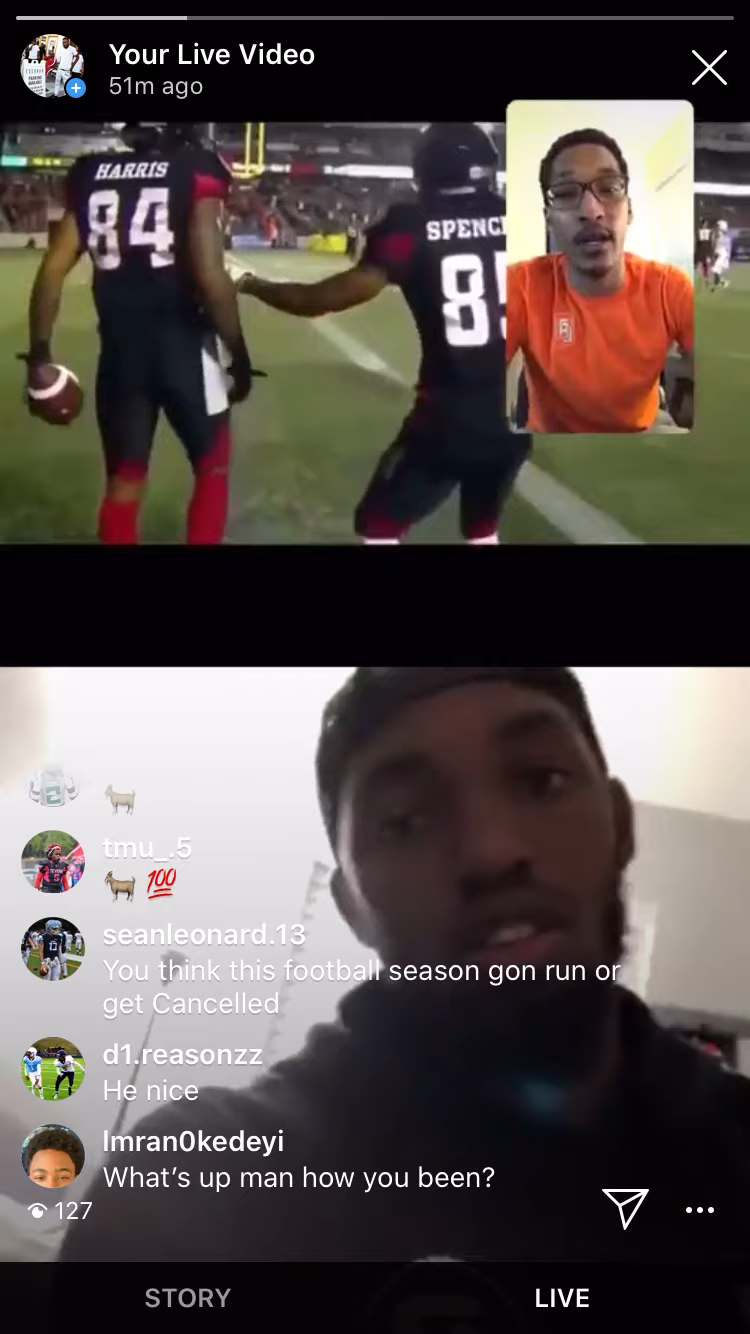 Your Live Video
51m ago
HARRIS
84
SPENC
8
tmu_.5
💯
seanleonard.13
You think this football season gon run or
get Cancelled
d1.reasonzz
He nice
Imran0kedeyi
What's up man how you been?
127
STORY
LIVE